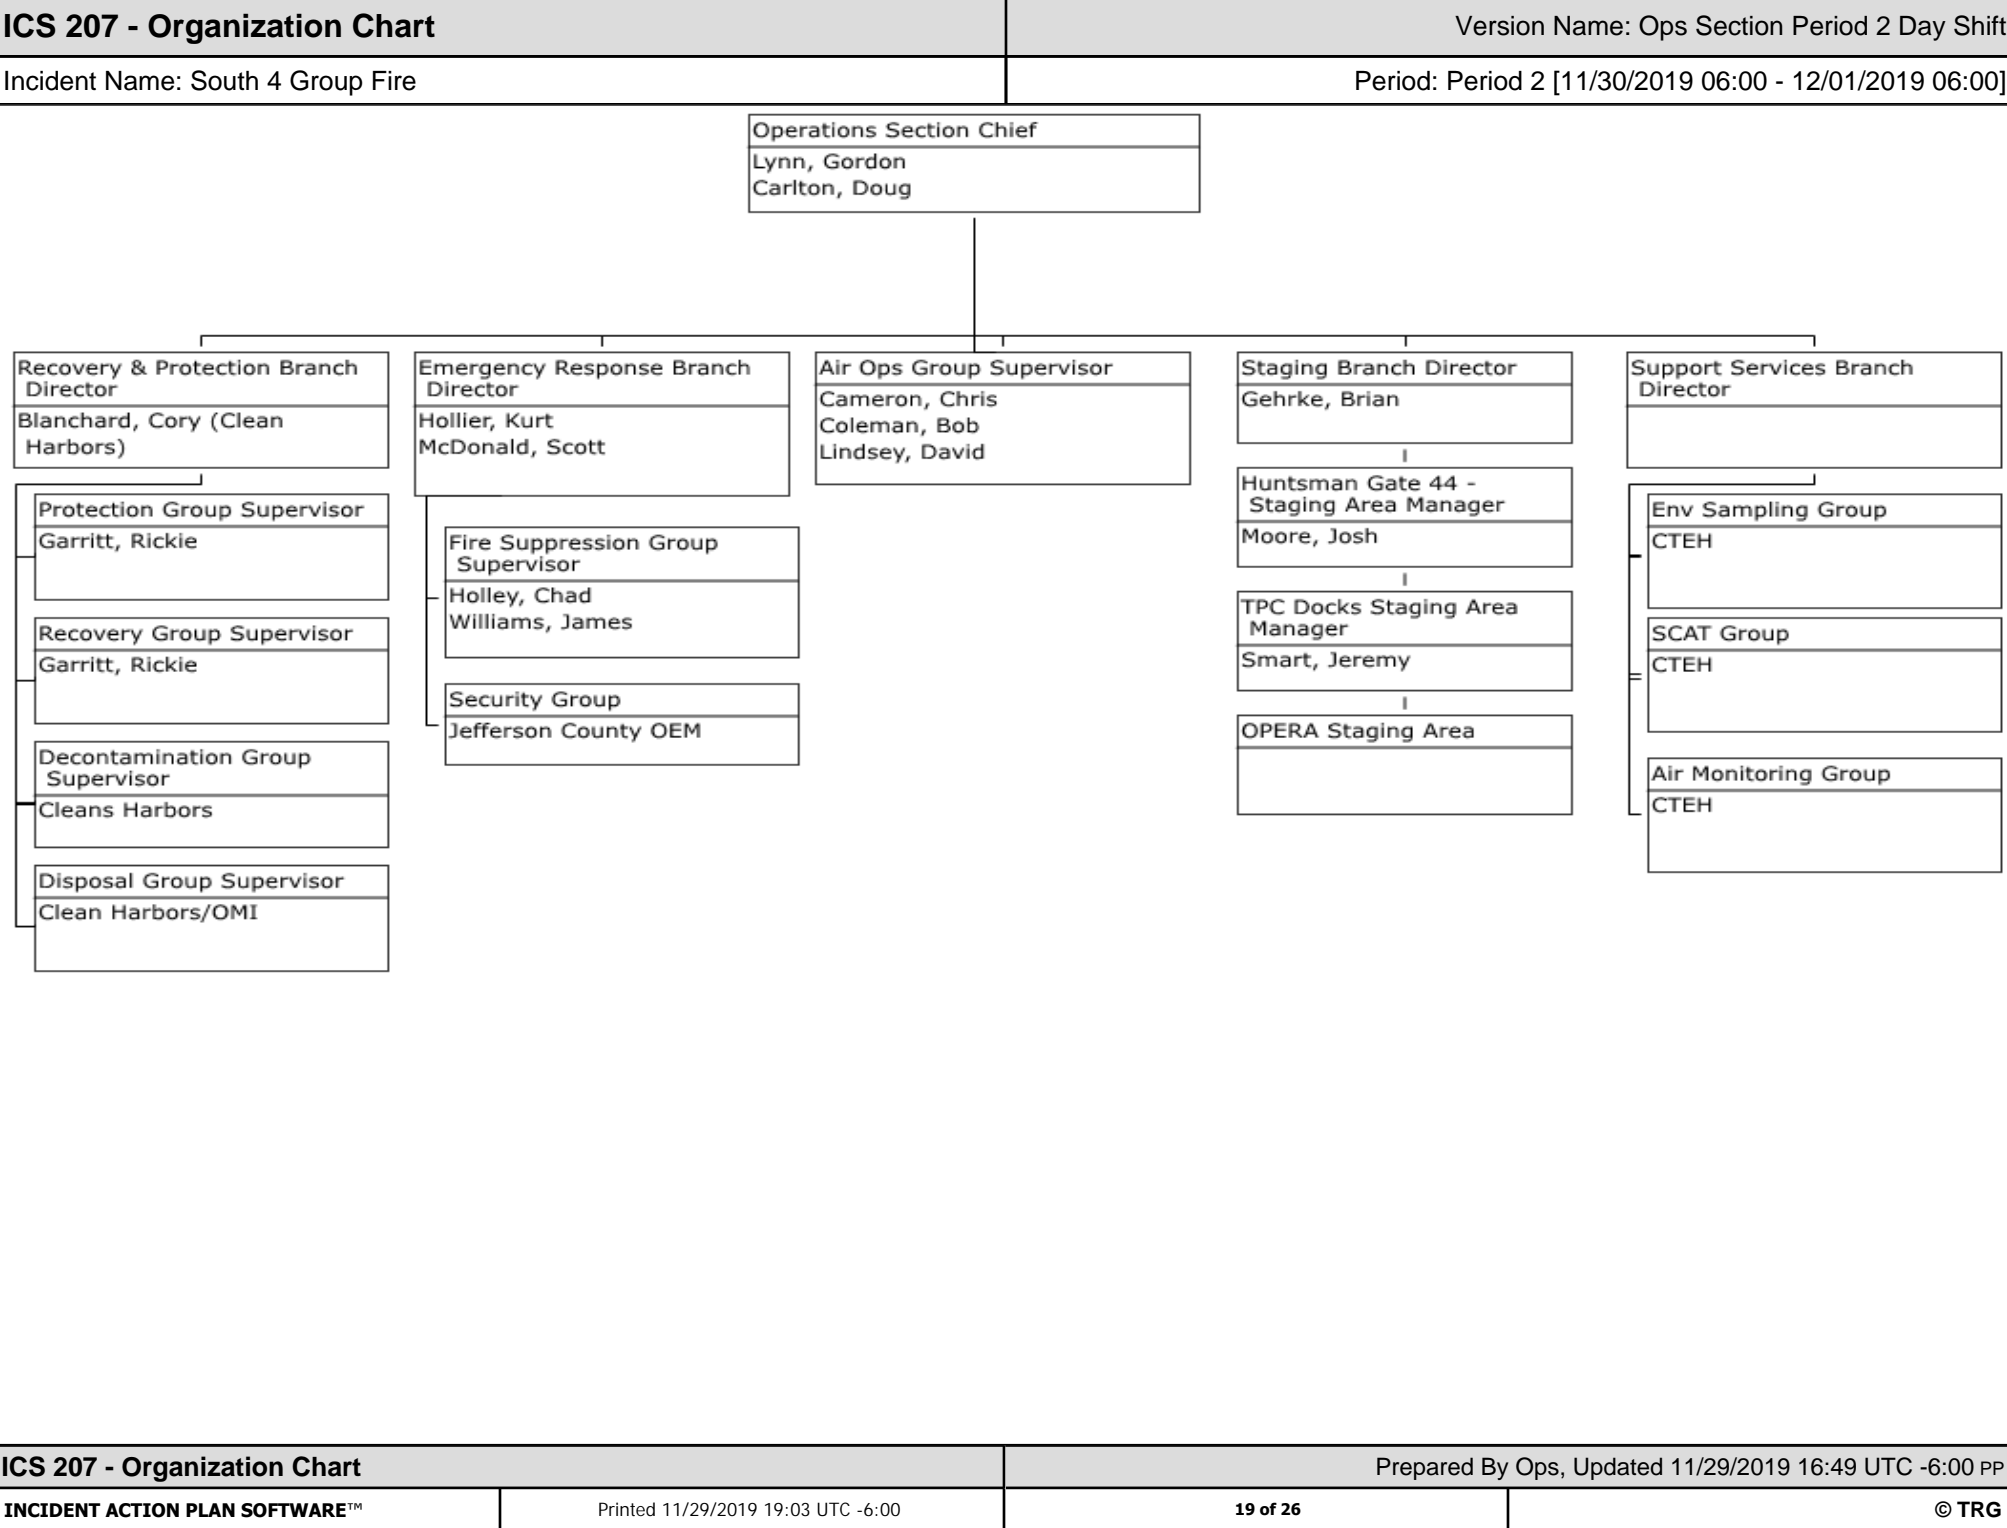 ICS 207 - Organization Chart
Version Name: Ops Section Period 2 Day Shift
Incident Name: South 4 Group Fire
Period: Period 2 [11/30/2019 06:00 - 12/01/2019 06:00]
Operations Section Chief
Lynn, Gordon
Carlton, Doug
Recovery & Protection Branch
Director
Blanchard, Cory (Clean
Harbors)
Protection Group Supervisor
Garritt, Rickie
Recovery Group Supervisor
Garritt, Rickie
Decontamination Group
Supervisor
Cleans Harbors
Disposal Group Supervisor
Clean Harbors/OMI
Emergency Response Branch
Director
Hollier, Kurt
McDonald, Scott
Fire Suppression Group
Supervisor
Holley, Chad
Williams, James
Security Group
Jefferson County OEM
Air Ops Group Supervisor
Cameron, Chris
Coleman, Bob
Lindsey, David
Staging Branch Director
Gehrke, Brian
Huntsman Gate 44 -
Staging Area Manager
Moore, Josh
TPC Docks Staging Area
Manager
Smart, Jeremy
OPERA Staging Area
Support Services Branch
Director
Env Sampling Group
CTEH
SCAT Group
CTEH
Air Monitoring Group
CTEH
ICS 207 - Organization Chart
Prepared By Ops, Updated 11/29/2019 16:49 UTC -6:00 PP
INCIDENT ACTION PLAN SOFTWARE™
Printed 11/29/2019 19:03 UTC -6:00
19 of 26
© TRG